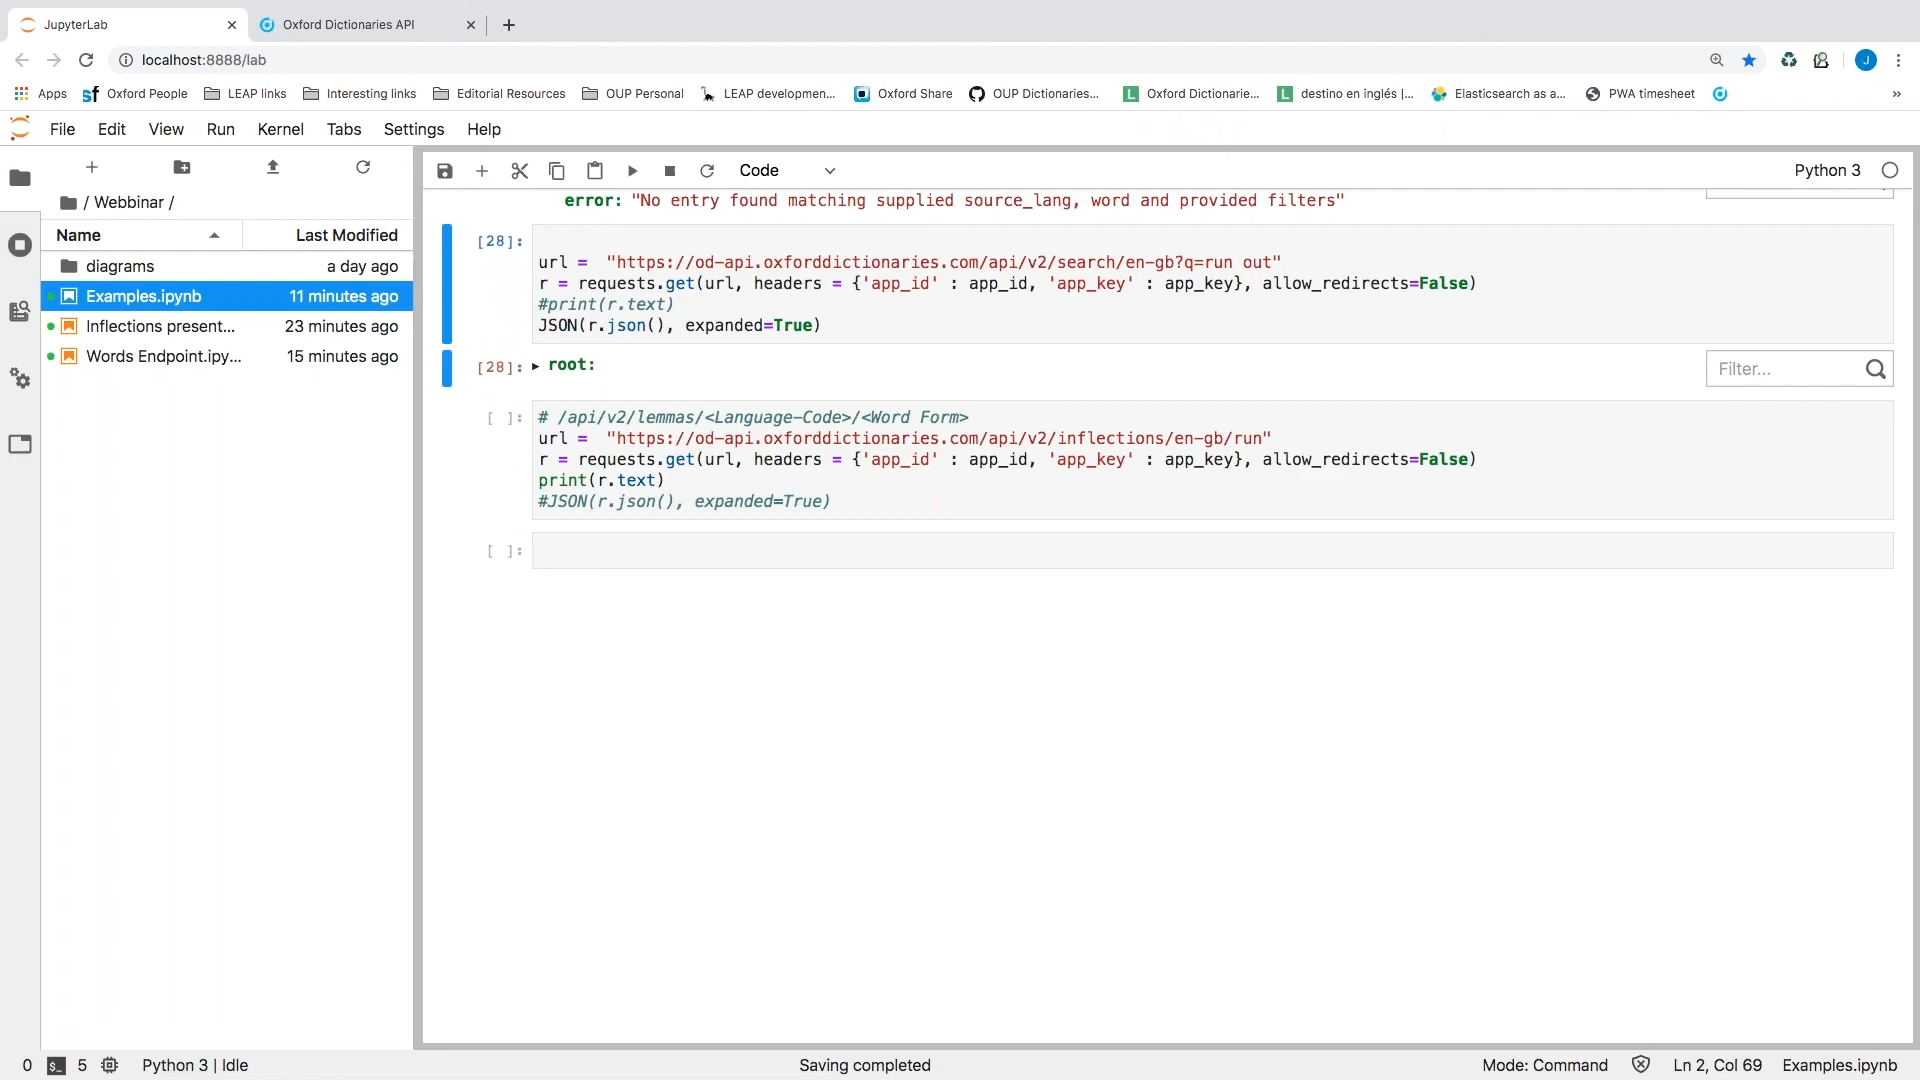 JupyterLab
Oxford Dictionaries API
localhost:8888/lab
J
Apps
sf Oxford People
LEAP links
Interesting links
Editorial Resources
OUP Personal
LEAP developmen...
Oxford Share
OUP Dictionaries...
L Oxford Dictionarie...
L destino en inglés |...
Elasticsearch as a...
PWA timesheet
»
File Edit View Run Kernel Tabs Settings Help
Code
Python 3
/ Webbinar /
Name Last Modified
diagrams a day ago
Examples.ipynb 11 minutes ago
Inflections present... 23 minutes ago
Words Endpoint.ipy... 15 minutes ago
error: "No entry found matching supplied source_lang, word and provided filters"
[28]:
url =  "https://od-api.oxforddictionaries.com/api/v2/search/en-gb?q=run out"
r = requests.get(url, headers = {'app_id' : app_id, 'app_key' : app_key}, allow_redirects=False)
#print(r.text)
JSON(r.json(), expanded=True)
[28]: ▸ root:
Filter...
[ ]: # /api/v2/lemmas/<Language-Code>/<Word Form>
url =  "https://od-api.oxforddictionaries.com/api/v2/inflections/en-gb/run"
r = requests.get(url, headers = {'app_id' : app_id, 'app_key' : app_key}, allow_redirects=False)
print(r.text)
#JSON(r.json(), expanded=True)
[ ]:
0 $_ 5 Python 3 | Idle
Saving completed
Mode: Command
Ln 2, Col 69
Examples.ipynb